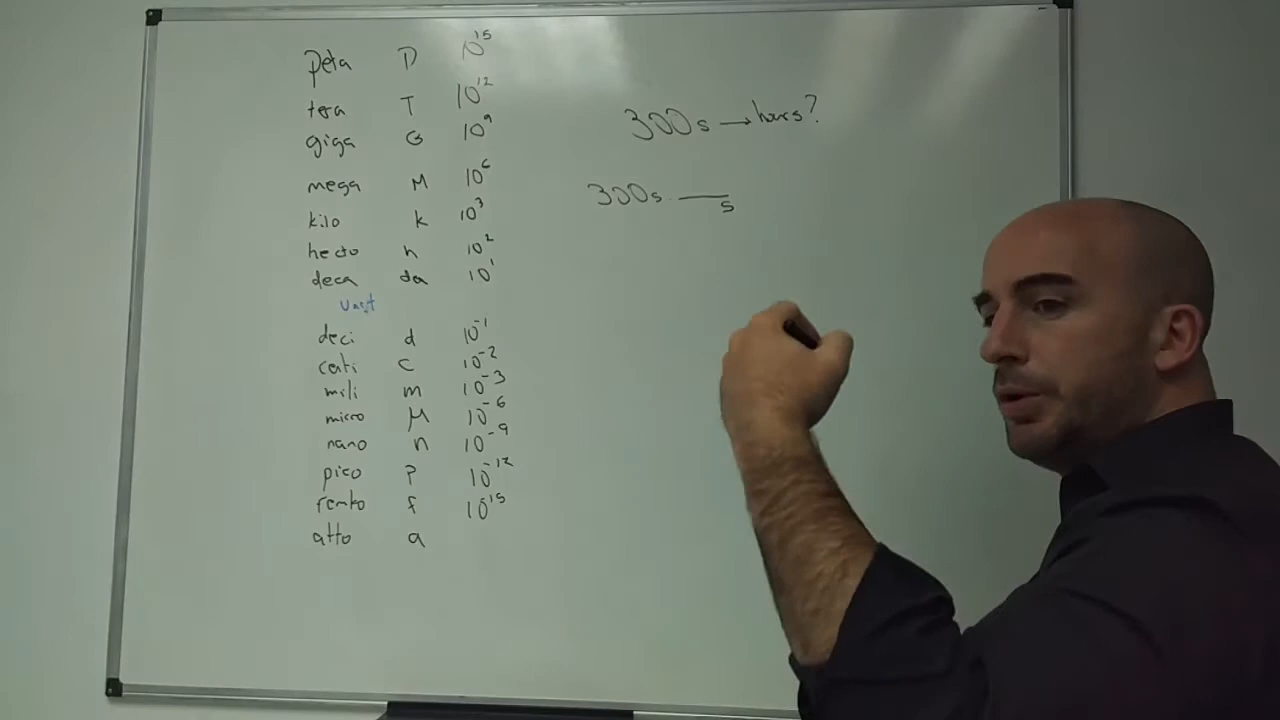 peta P 10^15
tera T 10^12
giga G 10^9
mega M 10^6
kilo k 10^3
hecto h 10^2
deca da 10^1
unit
deci d 10^-1
centi c 10^-2
mili m 10^-3
micro μ 10^-6
nano n 10^-9
pico P 10^-12
femto f 10^15
atto a
300s → hours?
300s —
s